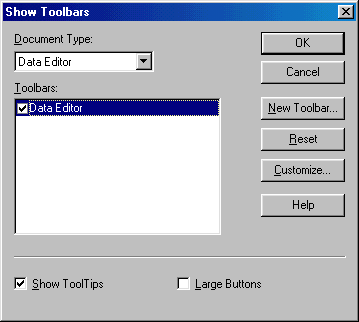 Show Toolbars
Document Type:
Data Editor
Toolbars:
Data Editor
OK
Cancel
New Toolbar...
Reset
Customize...
Help
Show ToolTips
Large Buttons